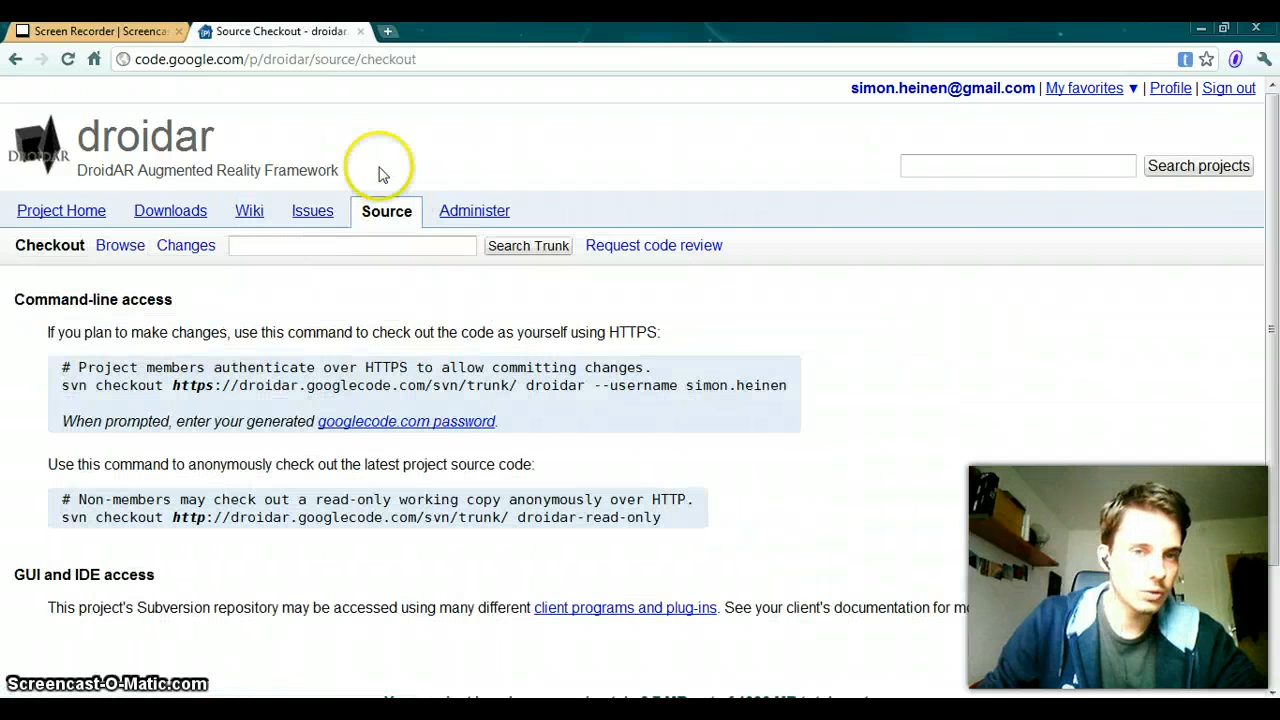 Screen Recorder | Screenca
Source Checkout - droidar
code.google.com/p/droidar/source/checkout
simon.heinen@gmail.com | My favorites ▼ | Profile | Sign out
DROIDAR
droidar
DroidAR Augmented Reality Framework
Search projects
Project Home Downloads Wiki Issues Source Administer
Checkout Browse Changes Search Trunk Request code review
Command-line access
If you plan to make changes, use this command to check out the code as yourself using HTTPS:
# Project members authenticate over HTTPS to allow committing changes.
svn checkout https://droidar.googlecode.com/svn/trunk/ droidar --username simon.heinen
When prompted, enter your generated googlecode.com password.
Use this command to anonymously check out the latest project source code:
# Non-members may check out a read-only working copy anonymously over HTTP.
svn checkout http://droidar.googlecode.com/svn/trunk/ droidar-read-only
GUI and IDE access
This project's Subversion repository may be accessed using many different client programs and plug-ins. See your client's documentation for
Screencast-O-Matic.com